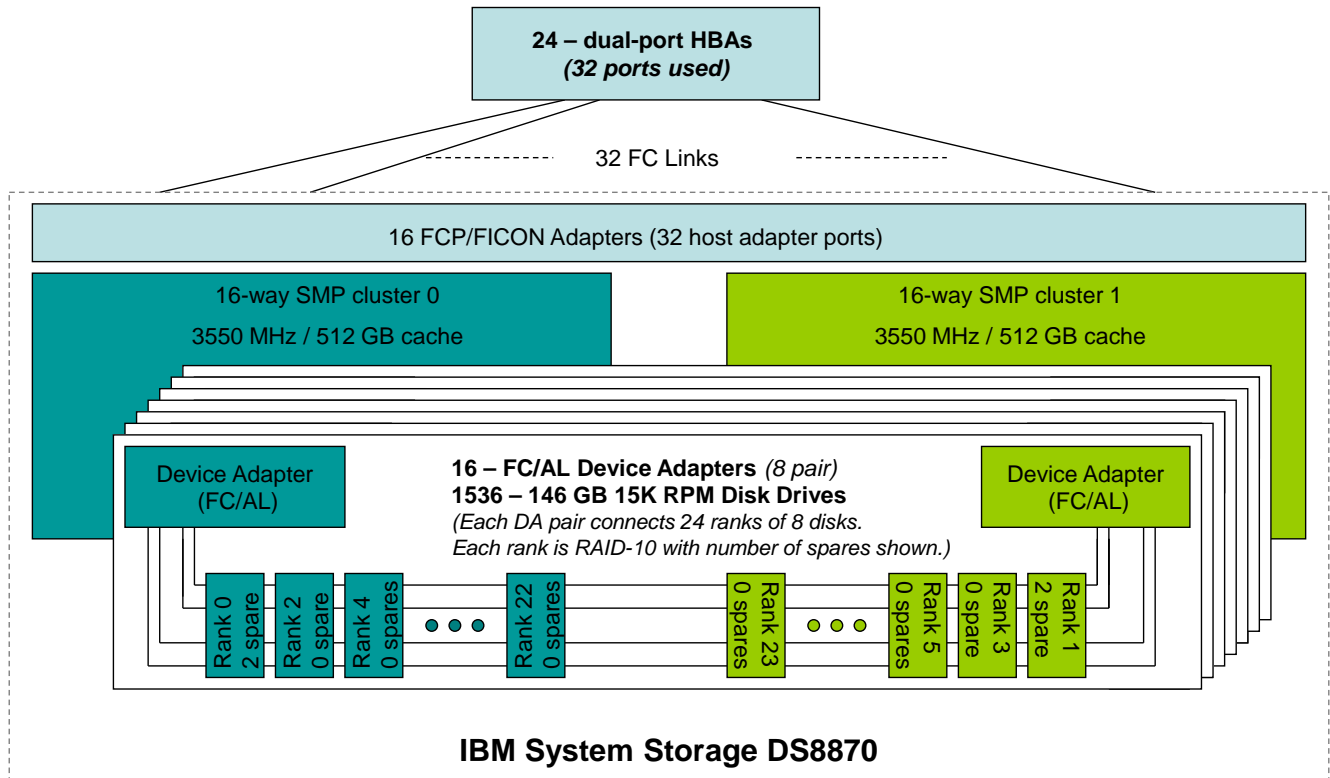 24 – dual-port HBAs
(32 ports used)
32 FC Links
16 FCP/FICON Adapters (32 host adapter ports)
16-way SMP cluster 0
3550 MHz / 512 GB cache
16-way SMP cluster 1
3550 MHz / 512 GB cache
Device Adapter
(FC/AL)
16 – FC/AL Device Adapters (8 pair)
1536 – 146 GB 15K RPM Disk Drives
(Each DA pair connects 24 ranks of 8 disks.
Each rank is RAID-10 with number of spares shown.)
Device Adapter
(FC/AL)
Rank 0
2 spare
Rank 2
0 spare
Rank 4
0 spares
Rank 22
0 spares
Rank 23
0 spares
Rank 5
0 spares
Rank 3
0 spare
Rank 1
2 spare
IBM System Storage DS8870